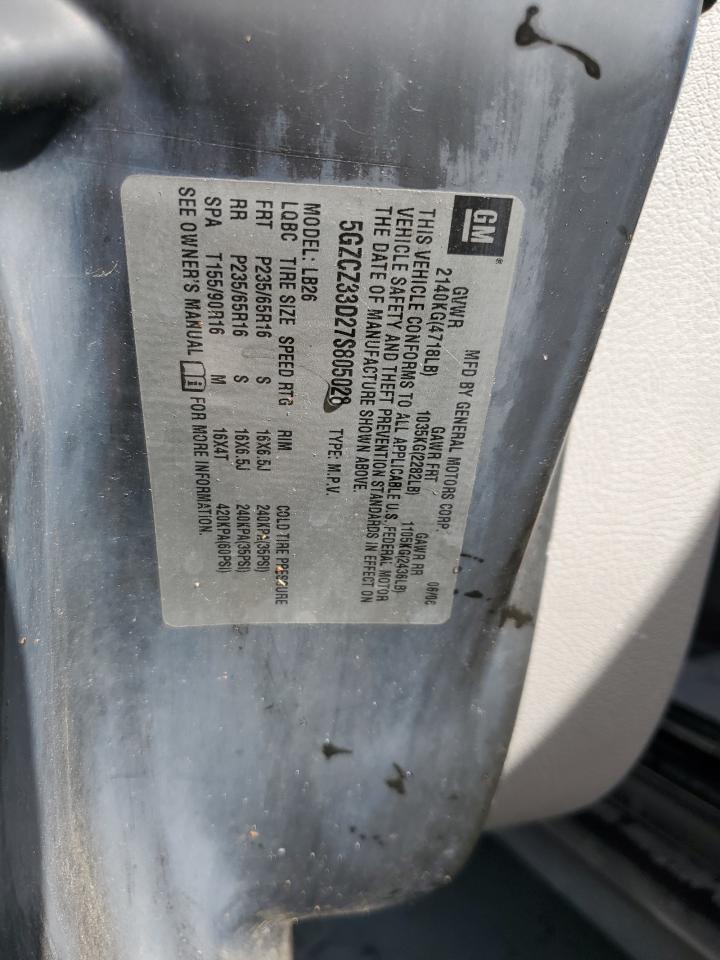 GM
MFD BY GENERAL MOTORS CORP. 06/06
GVWR GAWR FRT GAWR RR
2140KG(4718LB) 1035KG(2282LB) 1105KG(2436LB)
THIS VEHICLE CONFORMS TO ALL APPLICABLE U.S. FEDERAL MOTOR
VEHICLE SAFETY AND THEFT PREVENTION STANDARDS IN EFFECT ON
THE DATE OF MANUFACTURE SHOWN ABOVE.
5GZCZ33D27S805028 TYPE: M.P.V.
MODEL: LB26
LQBC TIRE SIZE SPEED RTG RIM COLD TIRE PRESSURE
FRT P235/65R16 S 16X6.5J 240KPA(35PSI)
RR P235/65R16 S 16X6.5J 240KPA(35PSI)
SPA T155/90R16 M 16X4T 420KPA(60PSI)
SEE OWNER'S MANUAL FOR MORE INFORMATION.